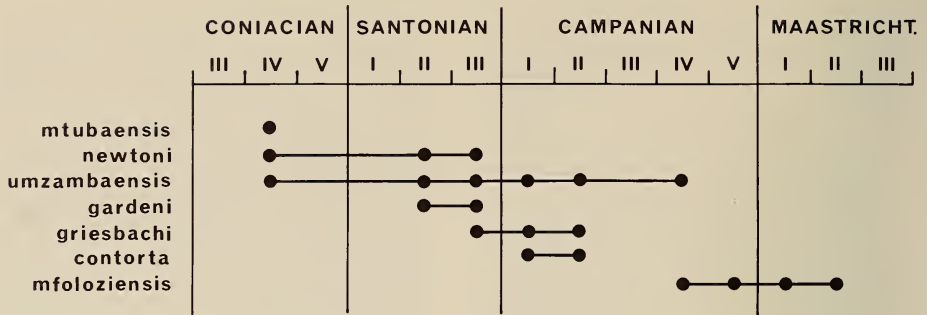 CONIACIAN SANTONIAN CAMPANIAN MAASTRICHT.
III IV V I II III I II III IV V I II III
mtubaensis
newtoni
umzambaensis
gardeni
griesbachi
contorta
mfoloziensis